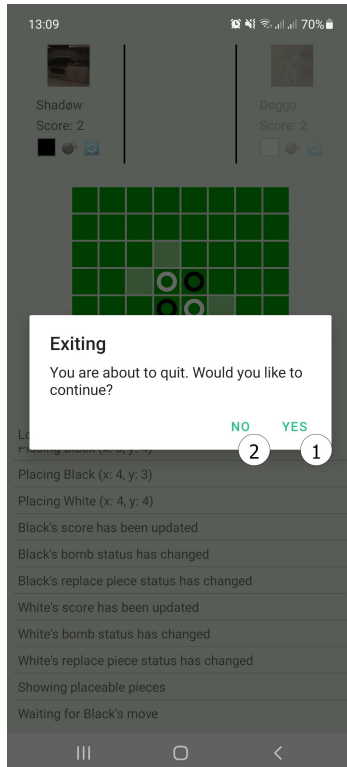 13:09 70%
Shadøw Doggo
Score: 2 Score: 2
Exiting
You are about to quit. Would you like to
continue?
NO YES
2 1
Placing Black (x: 4, y: 3)
Placing White (x: 4, y: 4)
Black's score has been updated
Black's bomb status has changed
Black's replace piece status has changed
White's score has been updated
White's bomb status has changed
White's replace piece status has changed
Showing placeable pieces
Waiting for Black's move